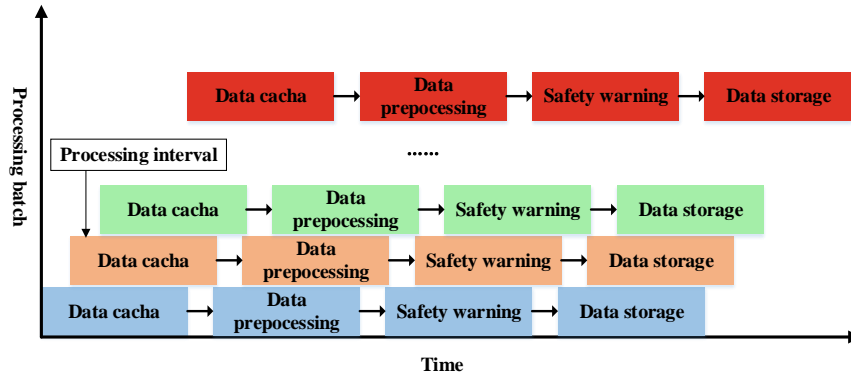 Processing batch
Data cacha
Data
prepocessing
Safety warning
Data storage
Processing interval
......
Data cacha
Data
prepocessing
Safety warning
Data storage
Data cacha
Data
prepocessing
Safety warning
Data storage
Data cacha
Data
prepocessing
Safety warning
Data storage
Time